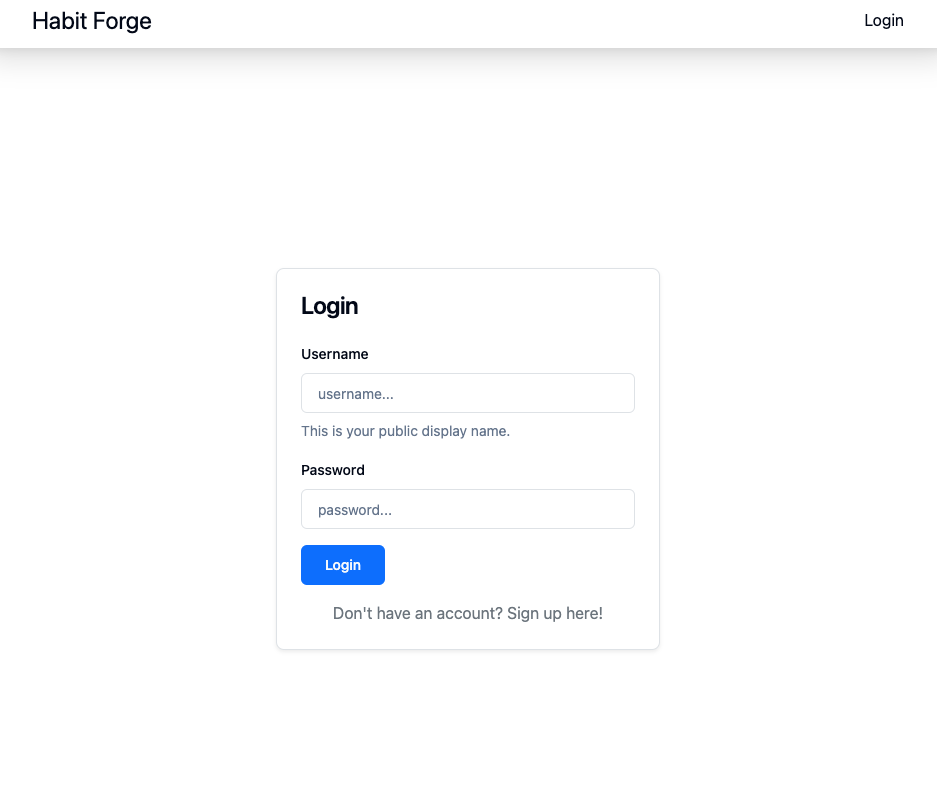 Habit Forge
Login
Login
Username
username...
This is your public display name.
Password
password...
Login
Don't have an account? Sign up here!